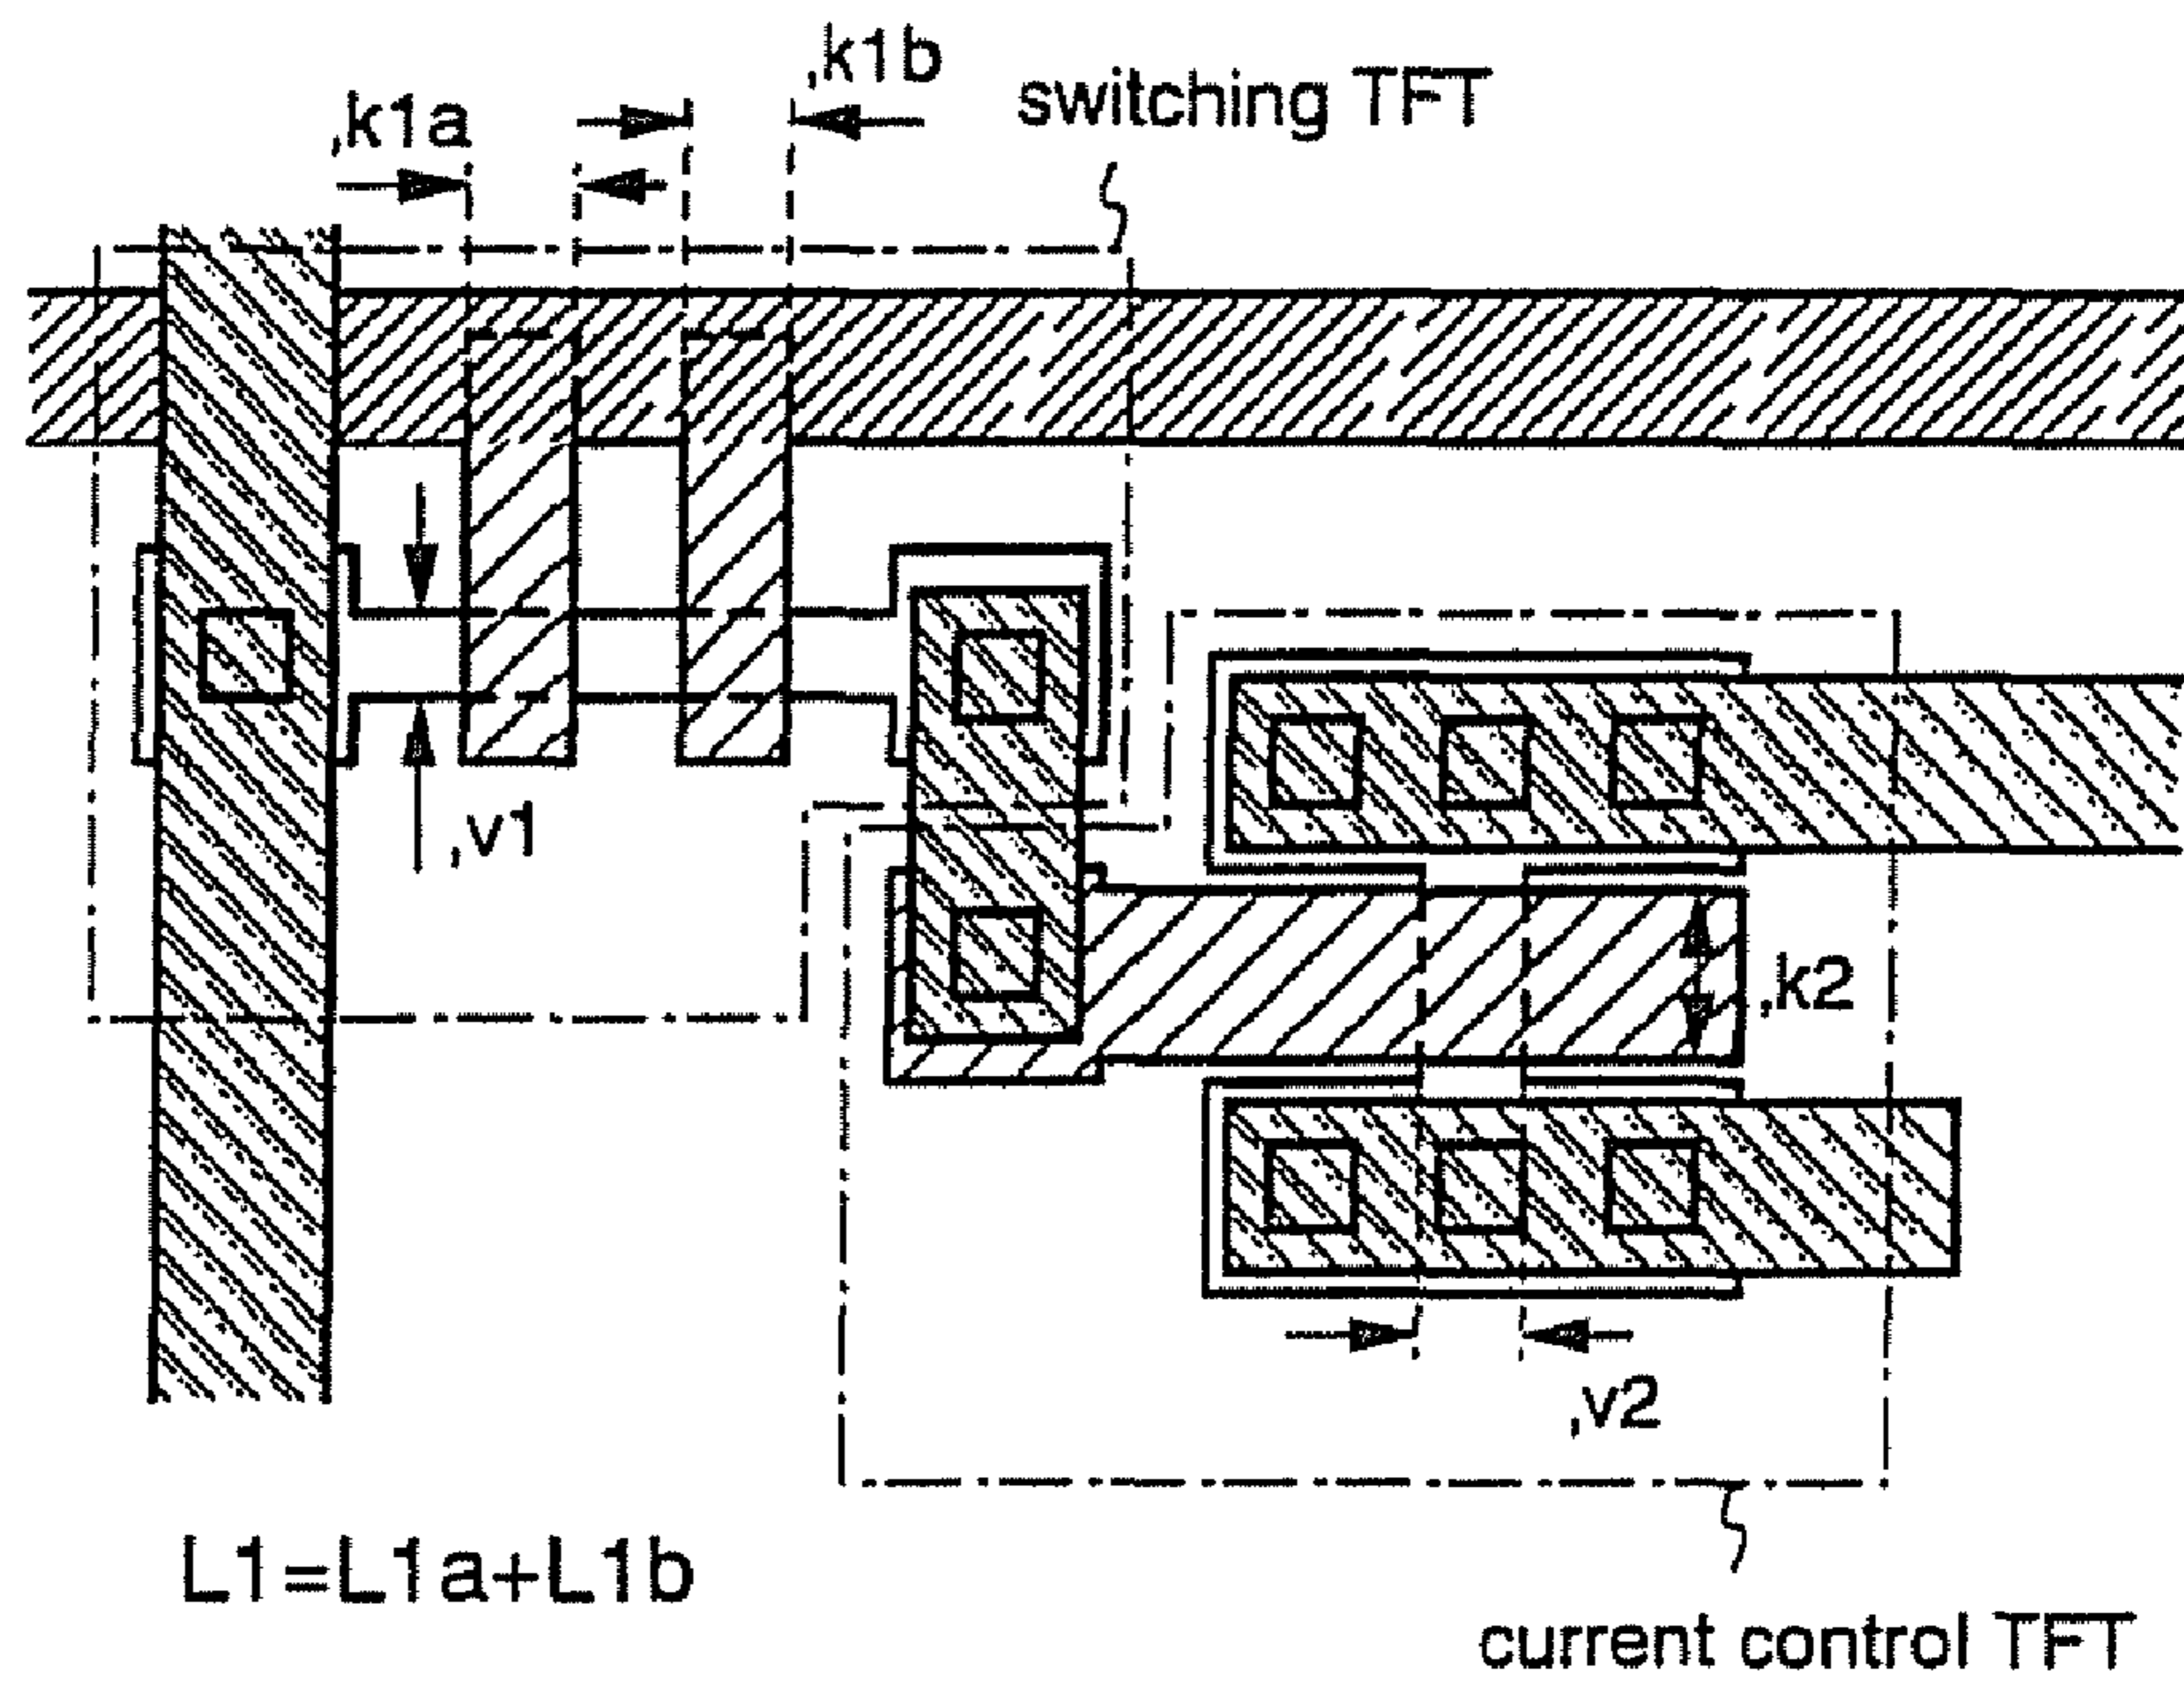 ,k1b
switching TFT
,k1a
,v1
,k2
,v2
L1=L1a+L1b
current control TFT